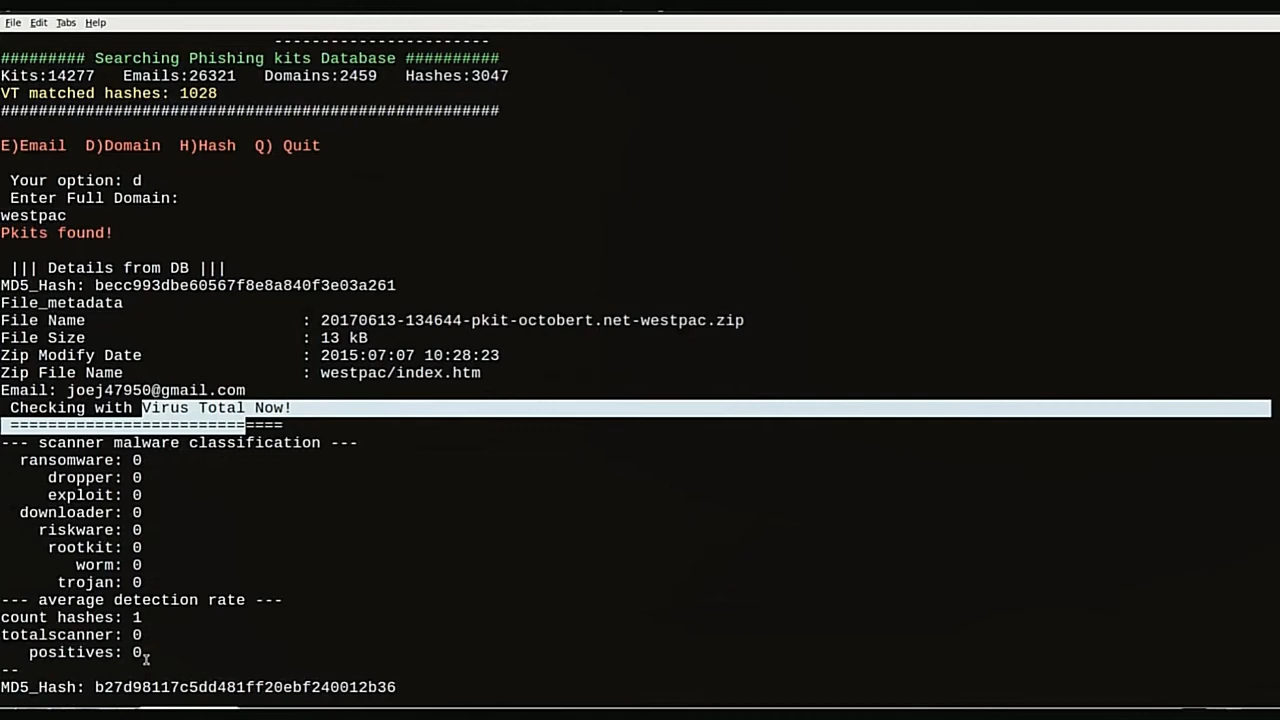 File Edit Tabs Help
-----------------------
######### Searching Phishing kits Database ##########
Kits:14277 Emails:26321 Domains:2459 Hashes:3047
VT matched hashes: 1028
#####################################################
E)Email D)Domain H)Hash Q) Quit
Your option: d
Enter Full Domain:
westpac
Pkits found!
||| Details from DB |||
MD5_Hash: becc993dbe60567f8e8a840f3e03a261
File_metadata
File Name : 20170613-134644-pkit-octobert.net-westpac.zip
File Size : 13 kB
Zip Modify Date : 2015:07:07 10:28:23
Zip File Name : westpac/index.htm
Email: joej47950@gmail.com
Checking with Virus Total Now!
=============================
--- scanner malware classification ---
ransomware: 0
dropper: 0
exploit: 0
downloader: 0
riskware: 0
rootkit: 0
worm: 0
trojan: 0
--- average detection rate ---
count hashes: 1
totalscanner: 0
positives: 0
--
MD5_Hash: b27d98117c5dd481ff20ebf240012b36